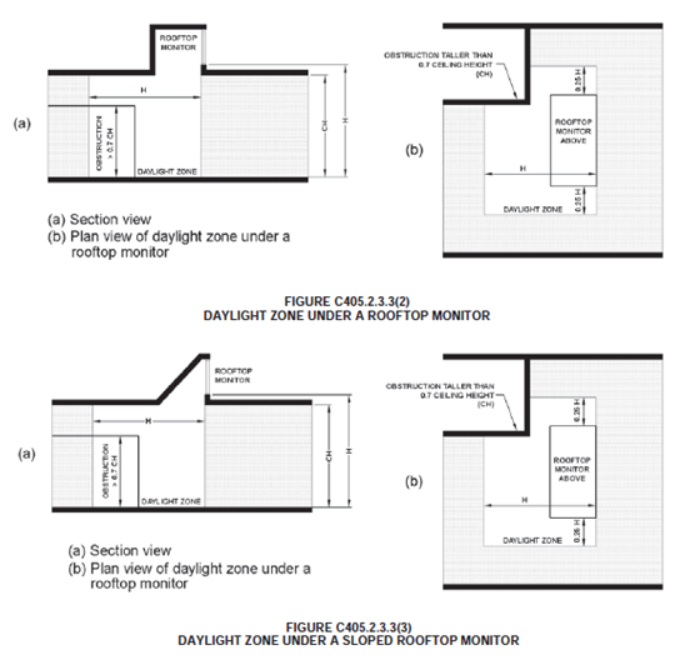 ROOFTOP
MONITOR
H
(a)
OBSTRUCTION
> 0.7 CH
DAYLIGHT ZONE
CH
H
(a) Section view
(b) Plan view of daylight zone under a
rooftop monitor
OBSTRUCTION TALLER THAN
0.7 CEILING HEIGHT
(CH)
0.25 H
ROOFTOP
MONITOR
ABOVE
(b)
H
DAYLIGHT ZONE
0.25 H
FIGURE C405.2.3.3(2)
DAYLIGHT ZONE UNDER A ROOFTOP MONITOR
ROOFTOP
MONITOR
H
(a)
OBSTRUCTION
> 0.7 CH
DAYLIGHT ZONE
CH
H
(a) Section view
(b) Plan view of daylight zone under a
rooftop monitor
OBSTRUCTION TALLER THAN
0.7 CEILING HEIGHT
(CH)
0.25 H
ROOFTOP
MONITOR
ABOVE
(b)
H
DAYLIGHT ZONE
0.25 H
FIGURE C405.2.3.3(3)
DAYLIGHT ZONE UNDER A SLOPED ROOFTOP MONITOR